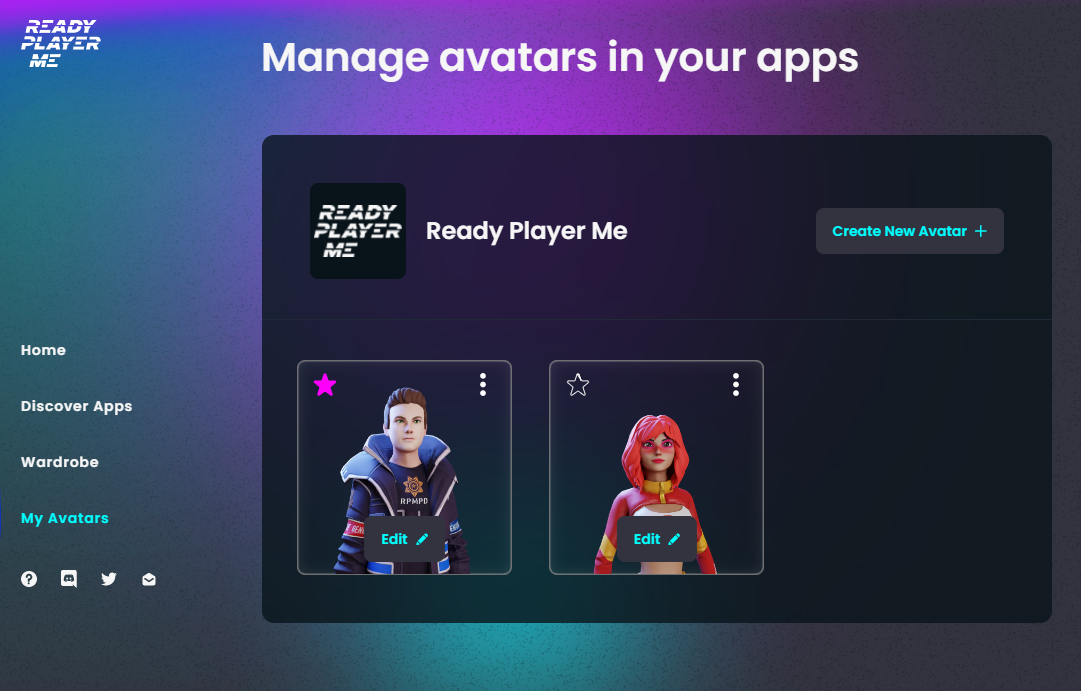 READY
PLAYER
ME
Manage avatars in your apps
READY
PLAYER
ME
Ready Player Me
Create New Avatar
Home
Discover Apps
Wardrobe
My Avatars
RPMPD
Edit
Edit